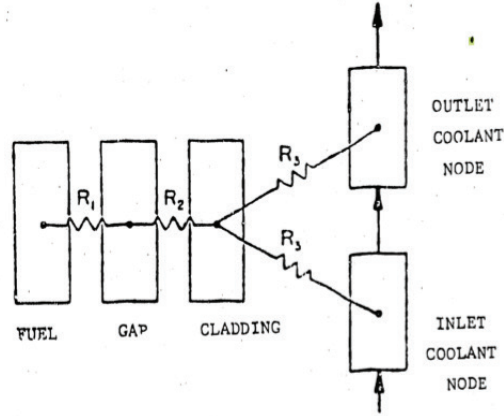 OUTLET
COOLANT
NODE
R₃
R₁ R₂
R₃
FUEL GAP CLADDING
INLET
COOLANT
NODE